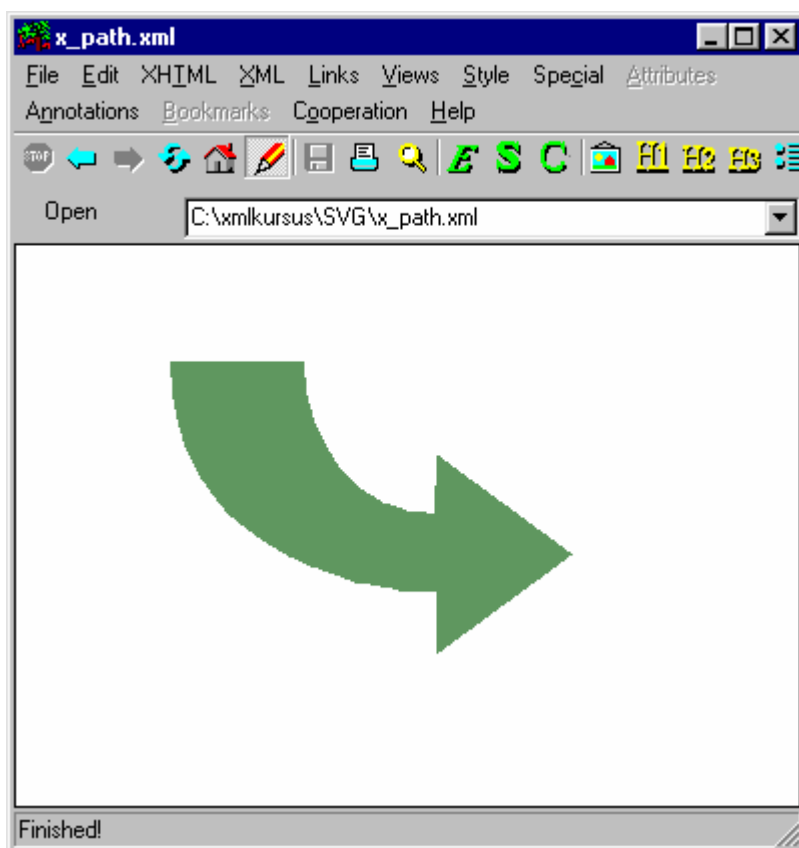 x_path.xml
File Edit XHTML XML Links Views Style Special Attributes
Annotations Bookmarks Cooperation Help
STOP E S C H1 H2 H3
Open C:\xmlkursus\SVG\x_path.xml
Finished!